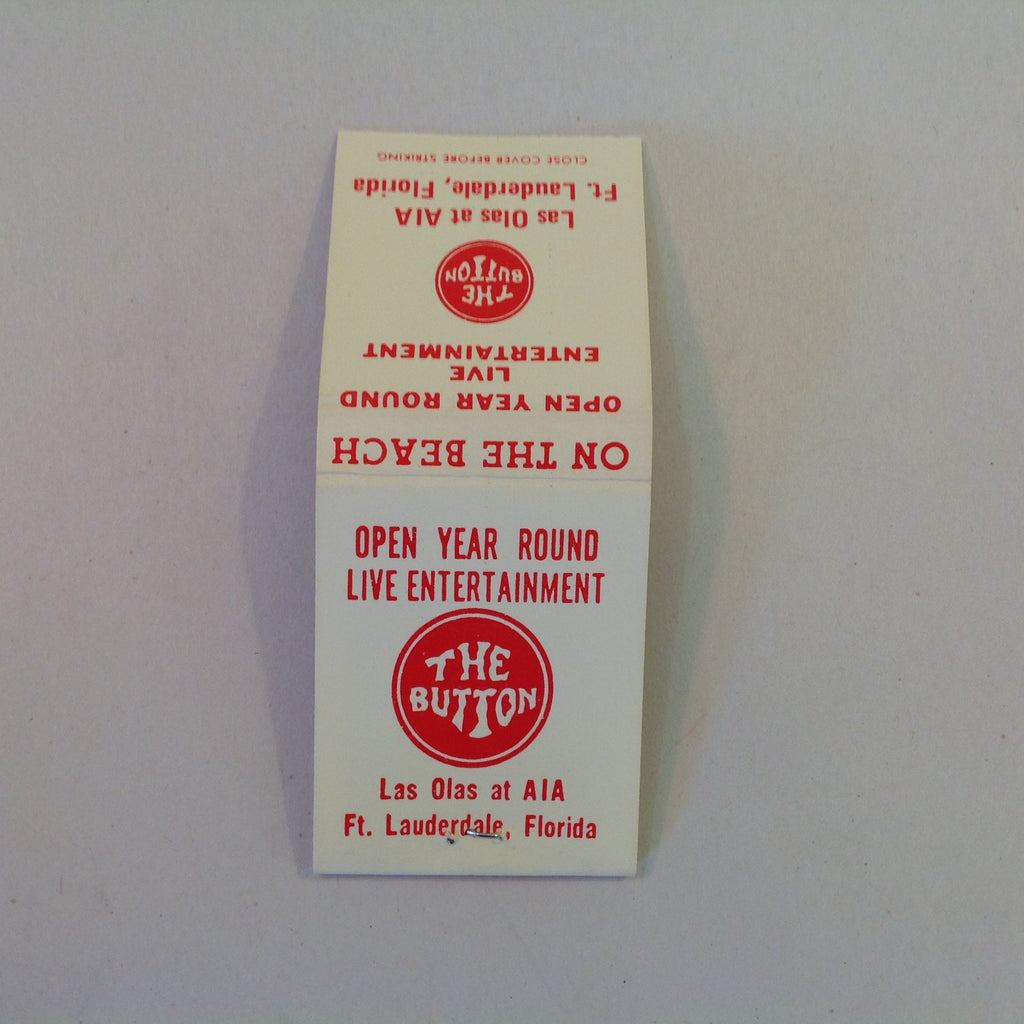 CLOSE COVER BEFORE STRIKING
Ft. Lauderdale, Florida
Las Olas at AIA
THE
BUTTON
LIVE
ENTERTAINMENT
OPEN YEAR ROUND
ON THE BEACH
OPEN YEAR ROUND
LIVE ENTERTAINMENT
THE
BUTTON
Las Olas at AIA
Ft. Lauderdale, Florida